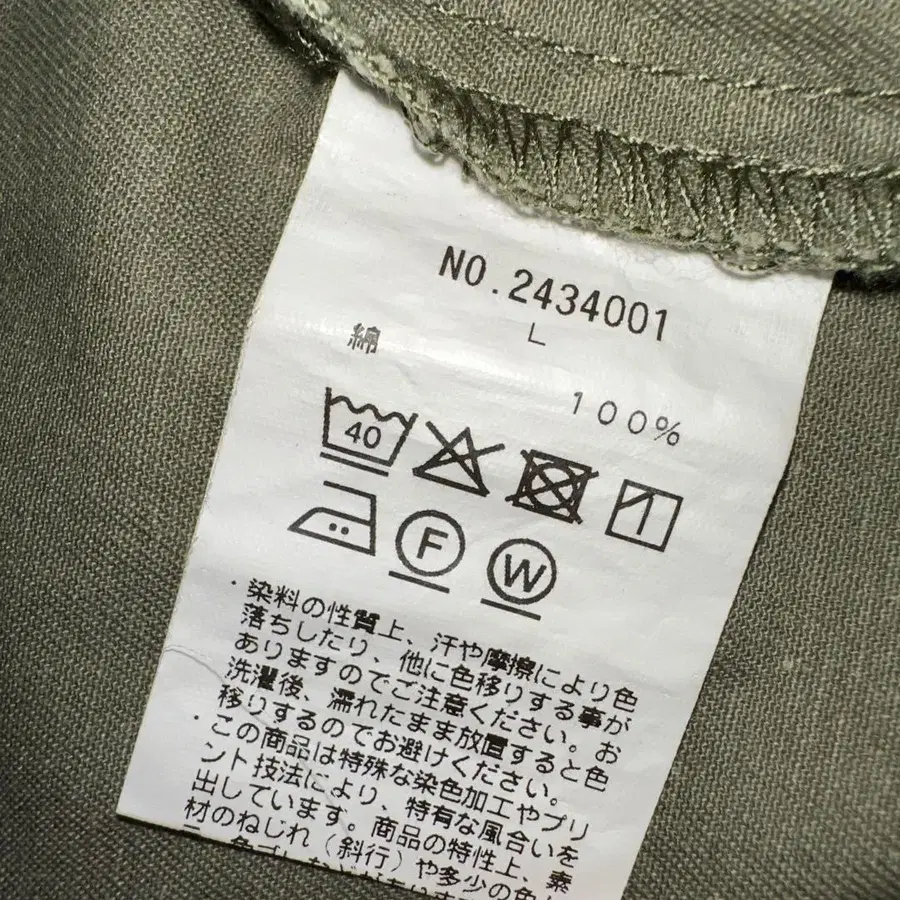 NO.2434001
L
綿 100%
40
F W
・染料の性質上、汗や摩擦により色
落ちしたり、他に色移りする事が
ありますのでご注意ください。お
洗濯後、濡れたまま放置すると色
移りするのでお避けください。
・この商品は特殊な染色加工やプリ
ント技法により、特有な風合いを
出しています。商品の特性上、素
材のねじれ（斜行）や多少の色